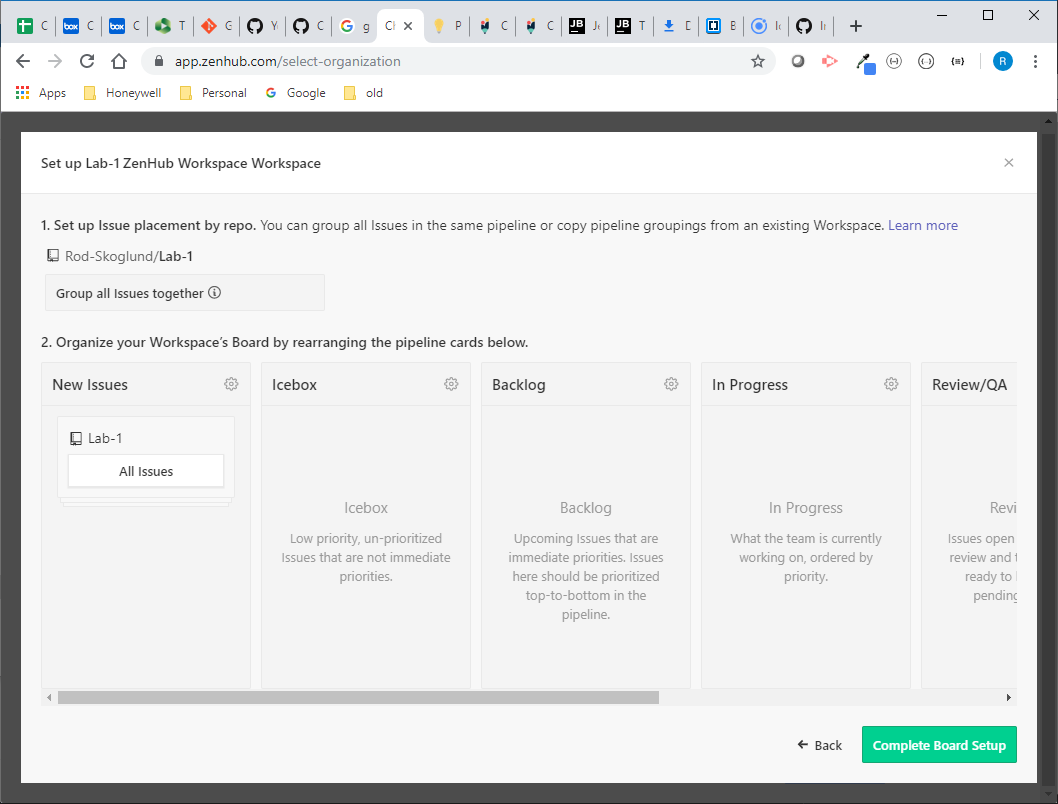 C C C T G Y C g Cl P C C Je T D B Ic Ir
app.zenhub.com/select-organization
R
Apps Honeywell Personal Google old
Set up Lab-1 ZenHub Workspace Workspace
1. Set up Issue placement by repo. You can group all Issues in the same pipeline or copy pipeline groupings from an existing Workspace. Learn more
Rod-Skoglund/Lab-1
Group all Issues together
2. Organize your Workspace's Board by rearranging the pipeline cards below.
New Issues Icebox Backlog In Progress Review/QA
Lab-1
All Issues
Icebox
Low priority, un-prioritized
Issues that are not immediate
priorities.
Backlog
Upcoming Issues that are
immediate priorities. Issues
here should be prioritized
top-to-bottom in the
pipeline.
In Progress
What the team is currently
working on, ordered by
priority.
Revi
Issues open
review and t
ready to
pending
Back Complete Board Setup